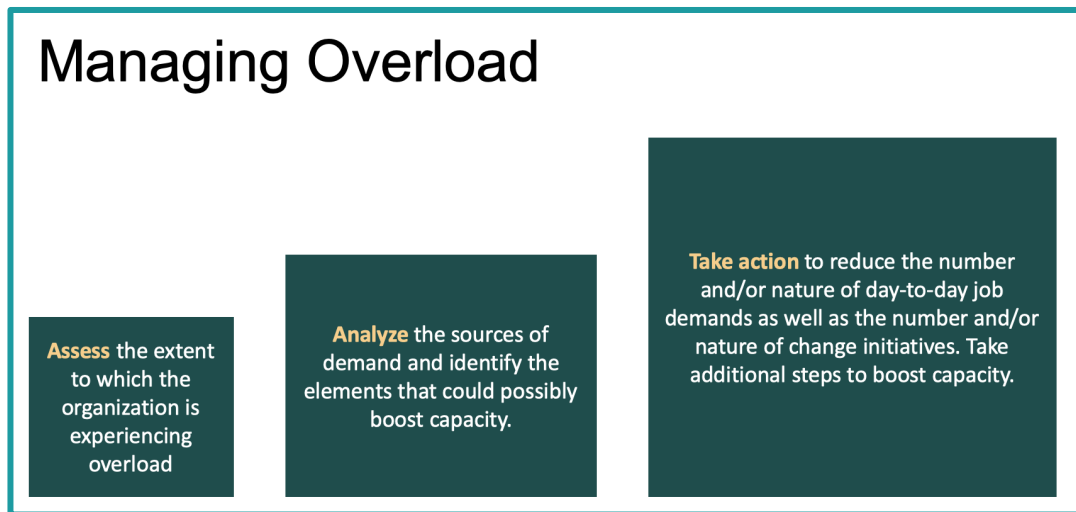 Managing Overload
Assess the extent
to which the
organization is
experiencing
overload
Analyze the sources of
demand and identify the
elements that could possibly
boost capacity.
Take action to reduce the number
and/or nature of day-to-day job
demands as well as the number and/or
nature of change initiatives. Take
additional steps to boost capacity.